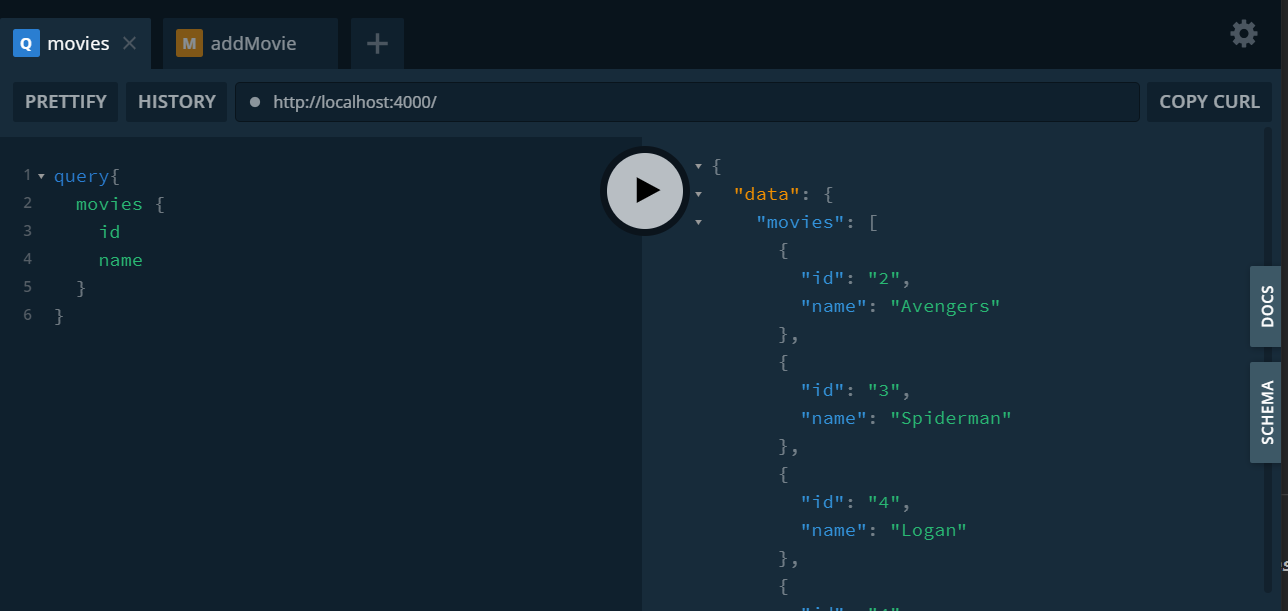 Q movies
M addMovie
PRETTIFY
HISTORY
http://localhost:4000/
COPY CURL
1 query{
2 movies {
3 id
4 name
5 }
6 }
{
"data": {
"movies": [
{
"id": "2",
"name": "Avengers"
},
{
"id": "3",
"name": "Spiderman"
},
{
"id": "4",
"name": "Logan"
},
{
DOCS
SCHEMA